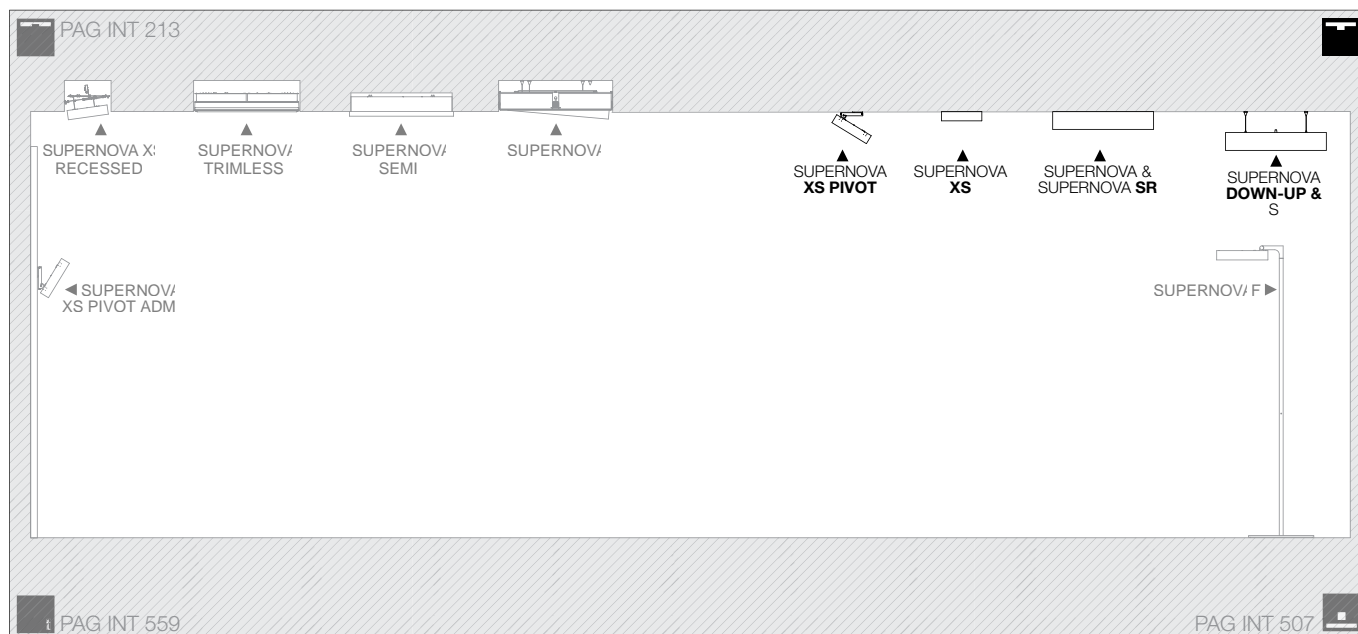 PAG INT 213
SUPERNOVA XS
RECESSED
SUPERNOVA
TRIMLESS
SUPERNOVA
SEMI
SUPERNOVA
SUPERNOVA
XS PIVOT
SUPERNOVA
XS
SUPERNOVA &
SUPERNOVA SR
SUPERNOVA
DOWN-UP &
S
SUPERNOVA
XS PIVOT ADM
SUPERNOVA F
PAG INT 559
PAG INT 507